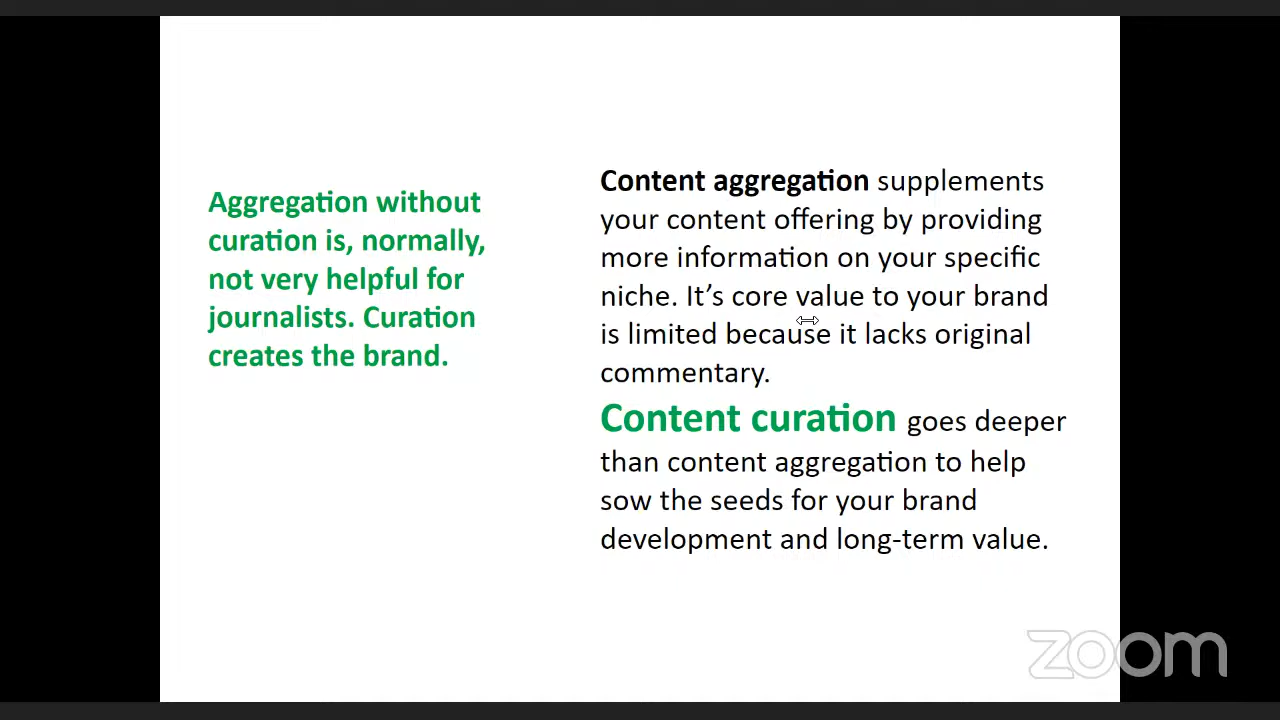 Aggregation without
curation is, normally,
not very helpful for
journalists. Curation
creates the brand.
Content aggregation supplements
your content offering by providing
more information on your specific
niche. It’s core value to your brand
is limited because it lacks original
commentary.
Content curation goes deeper
than content aggregation to help
sow the seeds for your brand
development and long-term value.
zoom